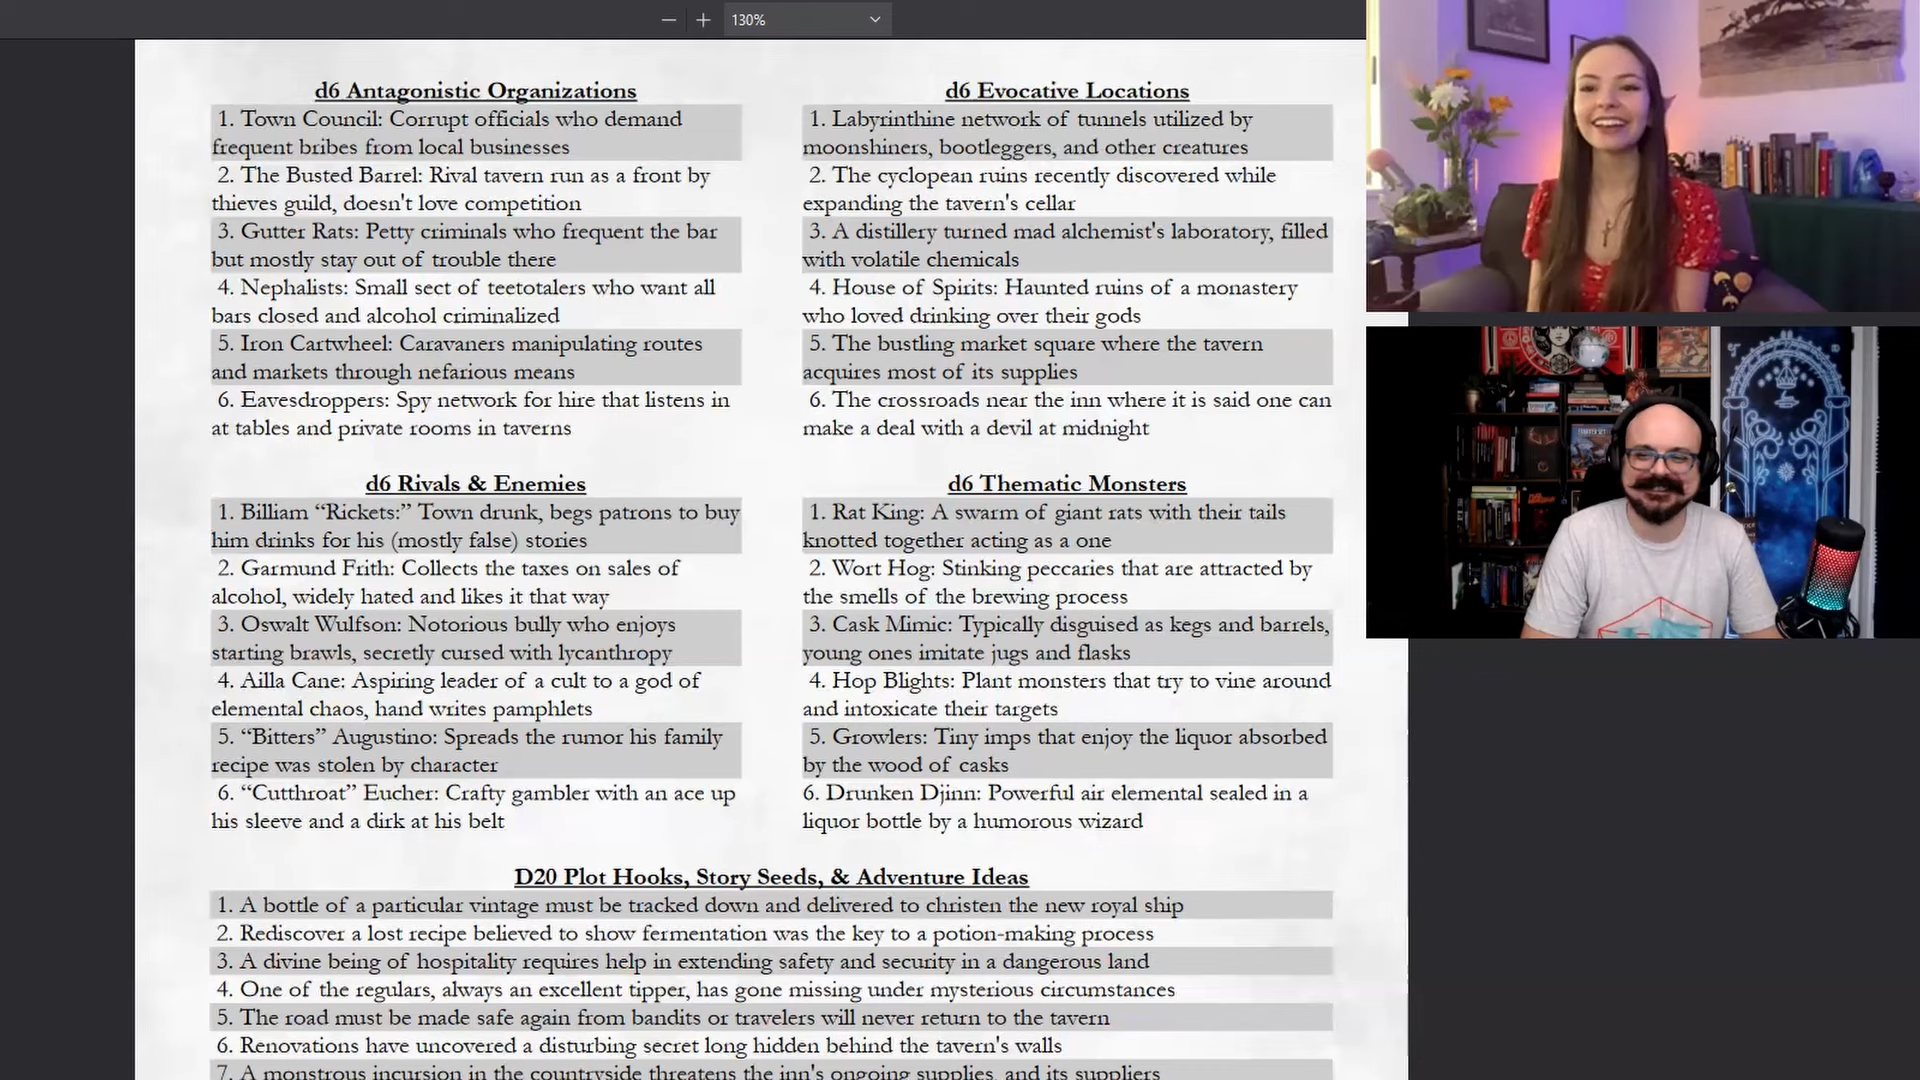 130%
d6 Antagonistic Organizations
1. Town Council: Corrupt officials who demand
frequent bribes from local businesses
2. The Busted Barrel: Rival tavern run as a front by
thieves guild, doesn't love competition
3. Gutter Rats: Petty criminals who frequent the bar
but mostly stay out of trouble there
4. Nephalists: Small sect of teetotalers who want all
bars closed and alcohol criminalized
5. Iron Cartwheel: Caravaners manipulating routes
and markets through nefarious means
6. Eavesdroppers: Spy network for hire that listens in
at tables and private rooms in taverns
d6 Evocative Locations
1. Labyrinthine network of tunnels utilized by
moonshiners, bootleggers, and other creatures
2. The cyclopean ruins recently discovered while
expanding the tavern's cellar
3. A distillery turned mad alchemist's laboratory, filled
with volatile chemicals
4. House of Spirits: Haunted ruins of a monastery
who loved drinking over their gods
5. The bustling market square where the tavern
acquires most of its supplies
6. The crossroads near the inn where it is said one can
make a deal with a devil at midnight
d6 Rivals & Enemies
1. Billiam “Rickets:” Town drunk, begs patrons to buy
him drinks for his (mostly false) stories
2. Garmund Frith: Collects the taxes on sales of
alcohol, widely hated and likes it that way
3. Oswalt Wulfson: Notorious bully who enjoys
starting brawls, secretly cursed with lycanthropy
4. Ailla Cane: Aspiring leader of a cult to a god of
elemental chaos, hand writes pamphlets
5. “Bitters” Augustino: Spreads the rumor his family
recipe was stolen by character
6. “Cutthroat” Eucher: Crafty gambler with an ace up
his sleeve and a dirk at his belt
d6 Thematic Monsters
1. Rat King: A swarm of giant rats with their tails
knotted together acting as a one
2. Wort Hog: Stinking peccaries that are attracted by
the smells of the brewing process
3. Cask Mimic: Typically disguised as kegs and barrels,
young ones imitate jugs and flasks
4. Hop Blights: Plant monsters that try to vine around
and intoxicate their targets
5. Growlers: Tiny imps that enjoy the liquor absorbed
by the wood of casks
6. Drunken Djinn: Powerful air elemental sealed in a
liquor bottle by a humorous wizard
D20 Plot Hooks, Story Seeds, & Adventure Ideas
1. A bottle of a particular vintage must be tracked down and delivered to christen the new royal ship
2. Rediscover a lost recipe believed to show fermentation was the key to a potion-making process
3. A divine being of hospitality requires help in extending safety and security in a dangerous land
4. One of the regulars, always an excellent tipper, has gone missing under mysterious circumstances
5. The road must be made safe again from bandits or travelers will never return to the tavern
6. Renovations have uncovered a disturbing secret long hidden behind the tavern's walls
7. A monstrous incursion in the countryside threatens the inn's ongoing supplies, and its suppliers